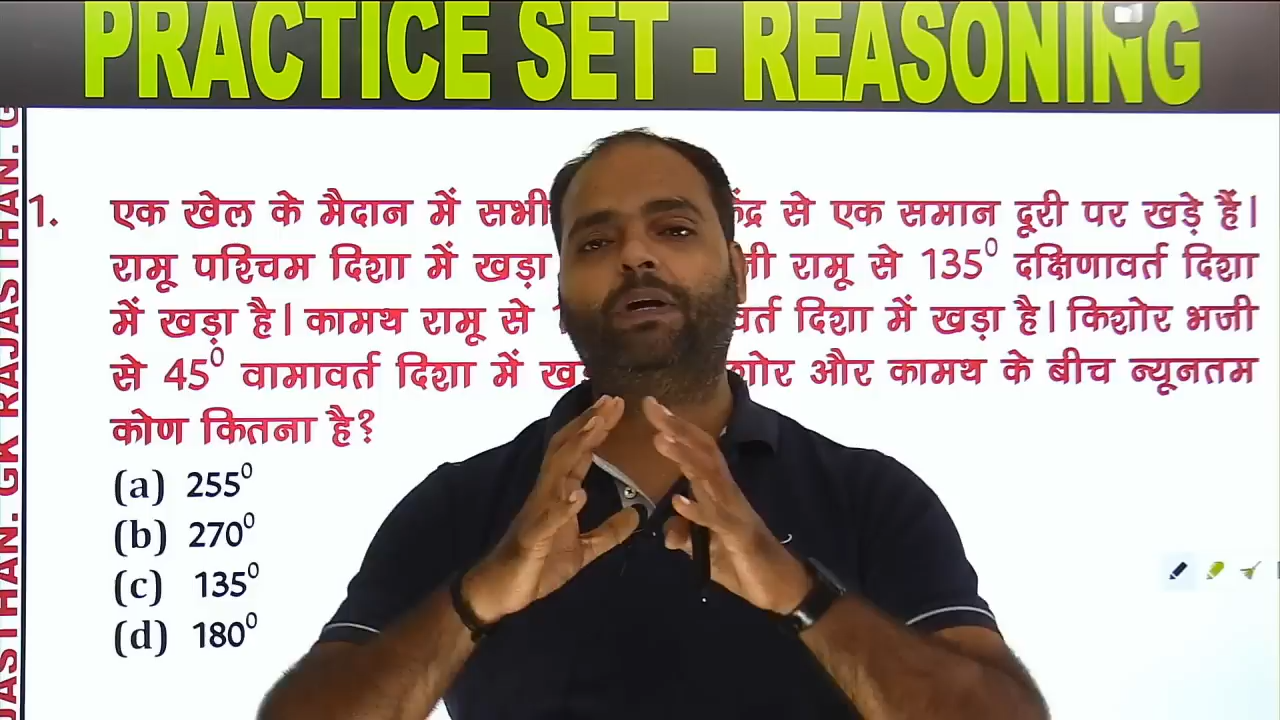 PRACTICE SET - REASONING
1. एक खेल के मैदान में सभी केंद्र से एक समान दूरी पर खड़े हैं।
रामू पश्चिम दिशा में खड़ा रामू से 135⁰ दक्षिणावर्त दिशा
में खड़ा है। कामथ रामू से दिशा में खड़ा है। किशोर भजी
से 45⁰ वामावर्त दिशा में और कामथ के बीच न्यूनतम
कोण कितना है?
(a) 255⁰
(b) 270⁰
(c) 135⁰
(d) 180⁰
RAJASTHAN. GK RAJASTHAN. G